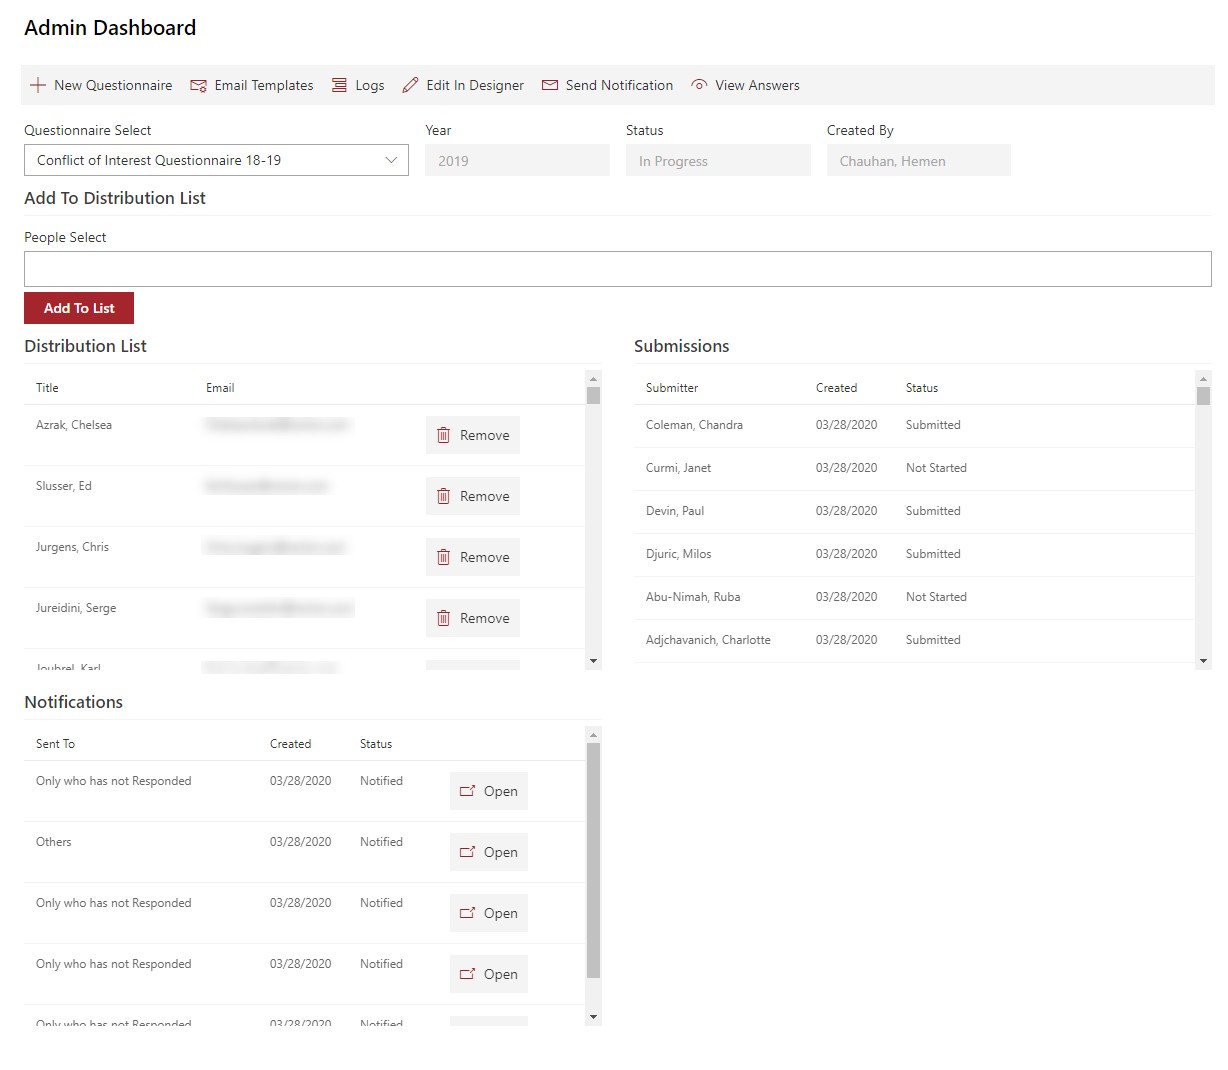 Admin Dashboard
New Questionnaire Email Templates Logs Edit In Designer Send Notification View Answers
Questionnaire Select Year Status Created By
Conflict of Interest Questionnaire 18-19 2019 In Progress Chauhan, Hemen
Add To Distribution List
People Select
Add To List
Distribution List
Title Email
Azrak, Chelsea Remove
Slusser, Ed Remove
Jurgens, Chris Remove
Jureidini, Serge Remove
Submissions
Submitter Created Status
Coleman, Chandra 03/28/2020 Submitted
Curmi, Janet 03/28/2020 Not Started
Devin, Paul 03/28/2020 Submitted
Djuric, Milos 03/28/2020 Submitted
Abu-Nimah, Ruba 03/28/2020 Not Started
Adjchavanich, Charlotte 03/28/2020 Submitted
Notifications
Sent To Created Status
Only who has not Responded 03/28/2020 Notified Open
Others 03/28/2020 Notified Open
Only who has not Responded 03/28/2020 Notified Open
Only who has not Responded 03/28/2020 Notified Open
Only who has not Responded 03/28/2020 Notified